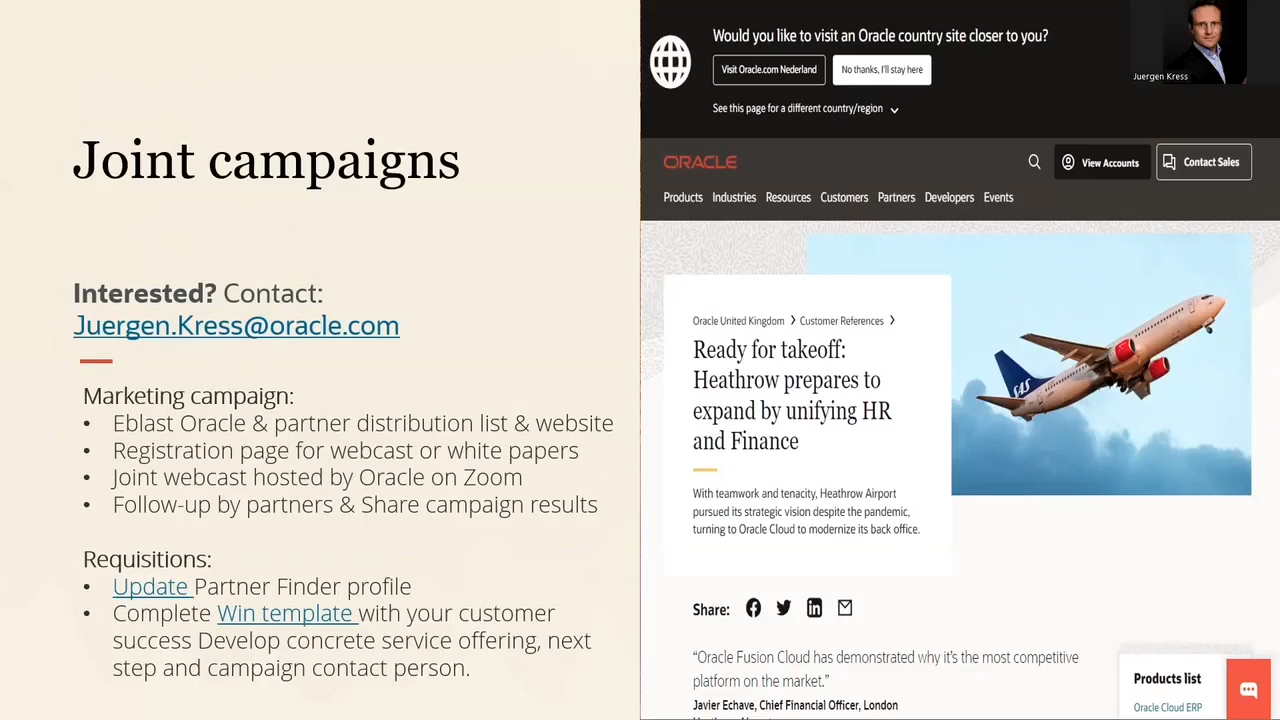 Joint campaigns
Interested? Contact:
Juergen.Kress@oracle.com
Marketing campaign:
• Eblast Oracle & partner distribution list & website
• Registration page for webcast or white papers
• Joint webcast hosted by Oracle on Zoom
• Follow-up by partners & Share campaign results
Requisitions:
• Update Partner Finder profile
• Complete Win template with your customer
success Develop concrete service offering, next
step and campaign contact person.
Would you like to visit an Oracle country site closer to you?
Visit Oracle.com Nederland
No thanks, I'll stay here
See this page for a different country/region
Juergen Kress
ORACLE
View Accounts
Contact Sales
Products Industries Resources Customers Partners Developers Events
Oracle United Kingdom > Customer References >
Ready for takeoff:
Heathrow prepares to
expand by unifying HR
and Finance
With teamwork and tenacity, Heathrow Airport
pursued its strategic vision despite the pandemic,
turning to Oracle Cloud to modernize its back office.
SAS
Share:
“Oracle Fusion Cloud has demonstrated why it's the most competitive
platform on the market.”
Javier Echave, Chief Financial Officer, London
Products list
Oracle Cloud ERP